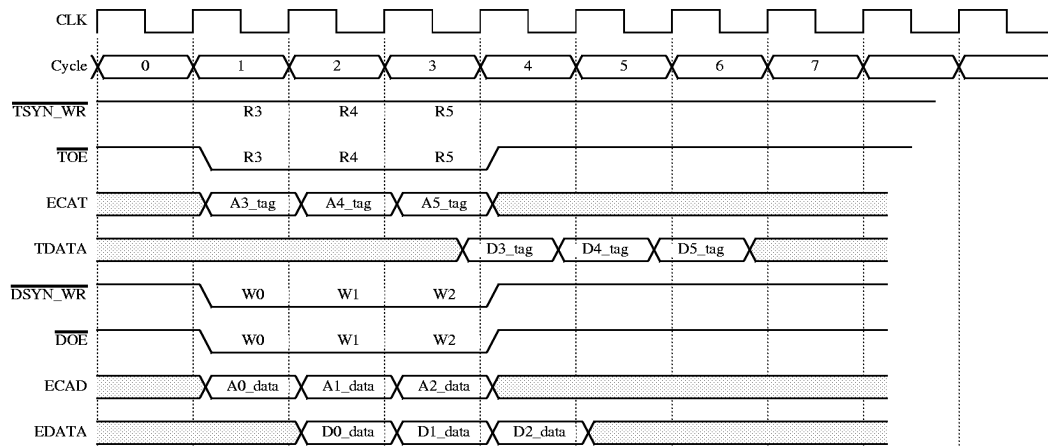 CLK
Cycle 0 1 2 3 4 5 6 7
TSYN_WR R3 R4 R5
TOE R3 R4 R5
ECAT A3_tag A4_tag A5_tag
TDATA D3_tag D4_tag D5_tag
DSYN_WR W0 W1 W2
DOE W0 W1 W2
ECAD A0_data A1_data A2_data
EDATA D0_data D1_data D2_data